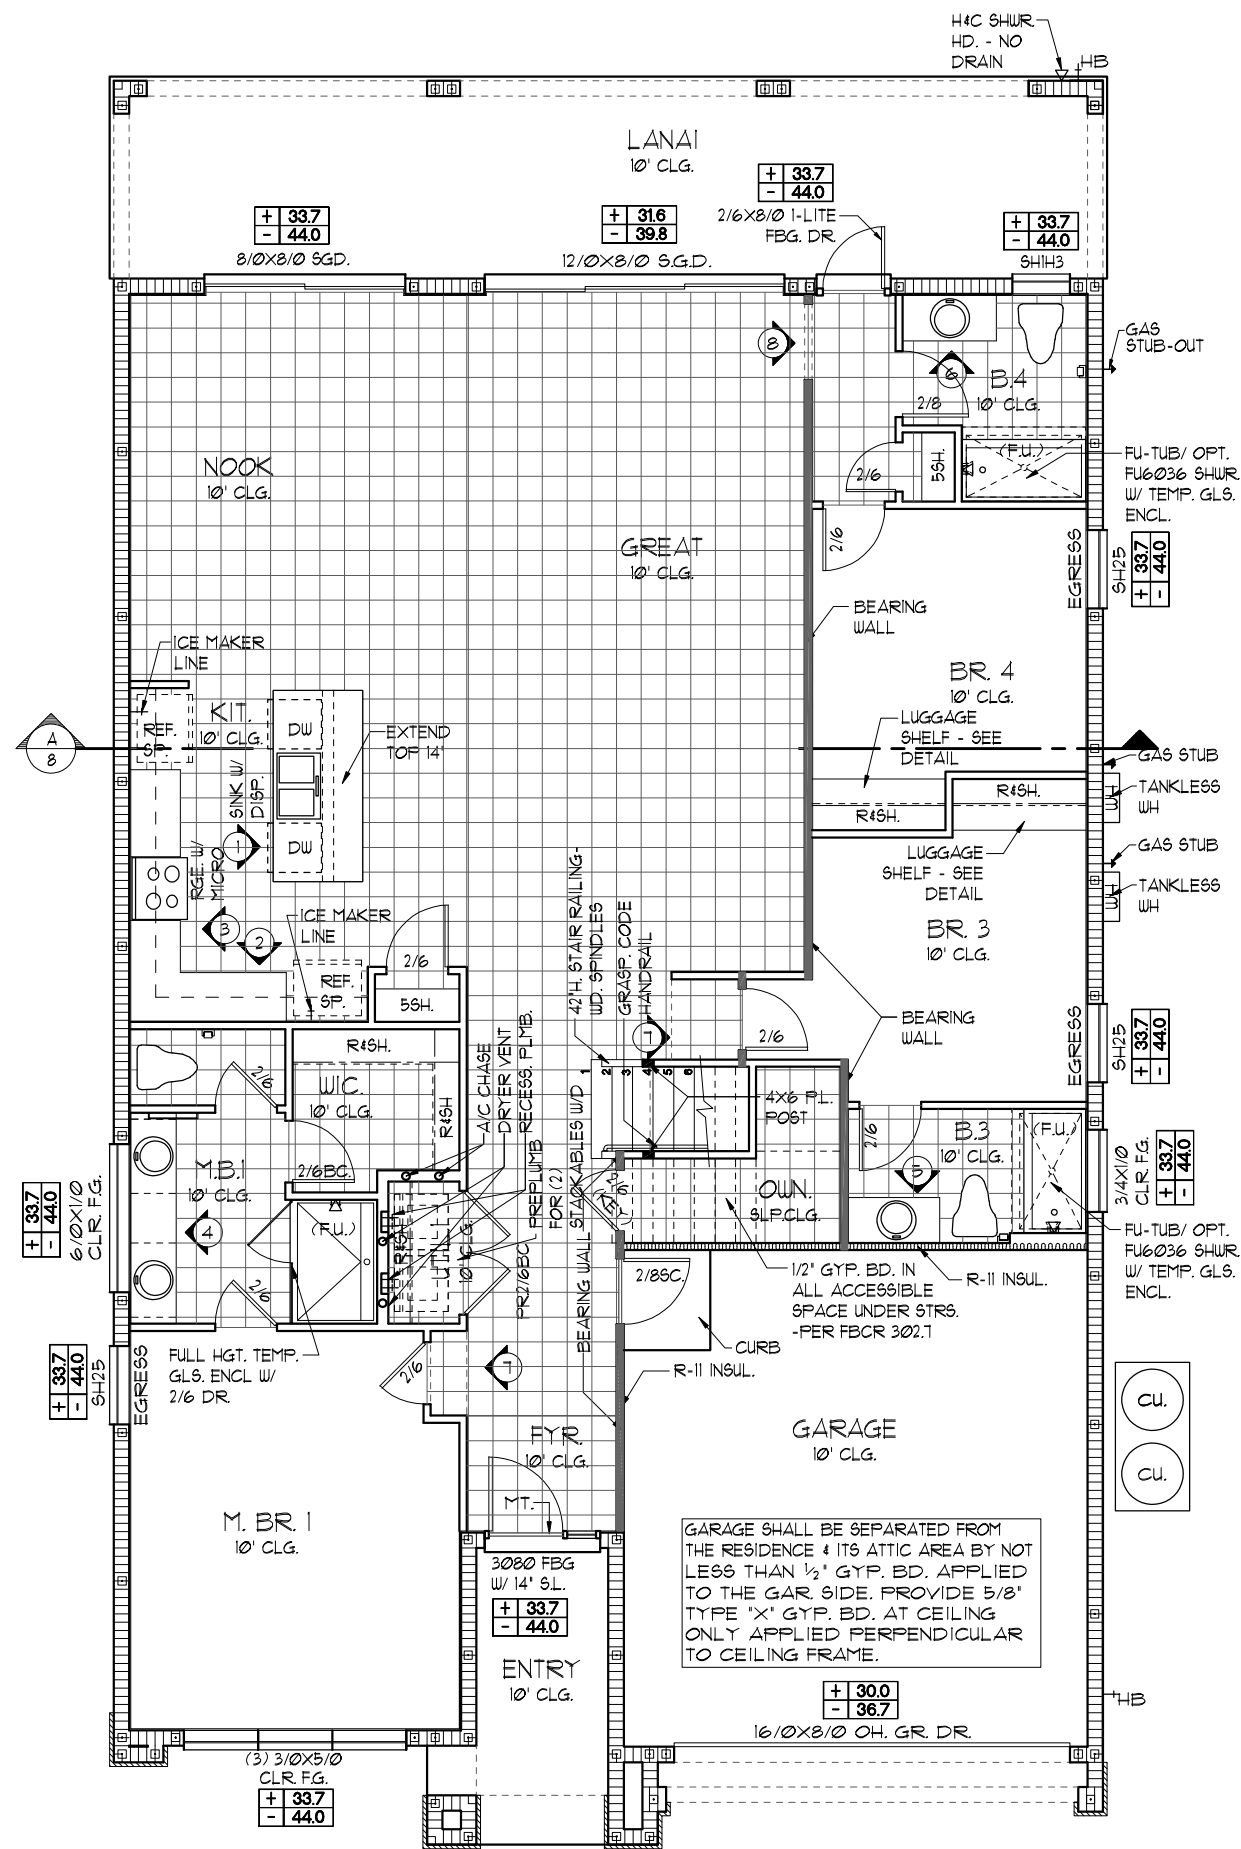 H&C SHWR.
HD. - NO
DRAIN
HB
LANAI
10' CLG.
+ 33.7
- 44.0
2/6X8/0 1-LITE
FBG. DR.
+ 33.7
- 44.0
8/0X8/0 SGD.
+ 31.6
- 39.8
12/0X8/0 S.G.D.
+ 33.7
- 44.0
SH1H3
8
GAS
STUB-OUT
6
B.4
10' CLG.
2/8
NOOK
10' CLG.
2/6
5SH.
(F.U.)
FU-TUB/ OPT.
FU6036 SHWR.
W/ TEMP. GLS.
ENCL.
GREAT
10' CLG.
2/6
EGRESS
SH25
+ 33.7
- 44.0
BEARING
WALL
ICE MAKER
LINE
BR. 4
10' CLG.
REF.
SP.
KIT.
10' CLG.
DW
EXTEND
TOP 14"
LUGGAGE
SHELF - SEE
DETAIL
A
8
GAS STUB
SINK W/
DISP.
R&SH.
R&SH.
TANKLESS
WH
1
DW
RGE. W/
MICRO
LUGGAGE
SHELF - SEE
DETAIL
GAS STUB
TANKLESS
WH
3
2
ICE MAKER
LINE
42"H. STAIR RAILING-
WD. SPINDLES
GRASP. CODE
HANDRAIL
BR. 3
10' CLG.
2/6
REF.
SP.
5SH.
2/6
BEARING
WALL
EGRESS
SH25
+ 33.7
- 44.0
R&SH.
2/6
WIC.
10' CLG.
R&SH
A/C CHASE
DRYER VENT
RECESS. PLMB.
1
2
3
4
5
6
4X6 P.L.
POST
2/6
B.3
10' CLG.
(F.U.)
3/4X1/0
CLR. F.G.
+ 33.7
- 44.0
M.B.1
10' CLG.
2/6BC.
5
OWN.
SLP.CLG.
+ 33.7
- 44.0
6/0X1/0
CLR. F.G.
4
(F.U.)
R&SH
UTIL
10' CLG.
PREPLUMB
FOR (2)
STACKABLES W/D
PR.2/6BC.
BEARING WALL
2/8SC.
1/2" GYP. BD. IN
ALL ACCESSIBLE
SPACE UNDER STRS.
-PER FBCR 302.7
R-11 INSUL.
FU-TUB/ OPT.
FU6036 SHWR.
W/ TEMP. GLS.
ENCL.
2/6
CURB
FULL HGT. TEMP.
GLS. ENCL W/
2/6 DR.
2/6
R-11 INSUL.
+ 33.7
- 44.0
SH25
EGRESS
CU.
CU.
FYR.
10' CLG.
GARAGE
10' CLG.
MT.
M. BR. 1
10' CLG.
3080 FBG
W/ 14" S.L.
+ 33.7
- 44.0
GARAGE SHALL BE SEPARATED FROM
THE RESIDENCE & ITS ATTIC AREA BY NOT
LESS THAN ½" GYP. BD. APPLIED
TO THE GAR. SIDE. PROVIDE 5/8"
TYPE "X" GYP. BD. AT CEILING
ONLY APPLIED PERPENDICULAR
TO CEILING FRAME.
ENTRY
10' CLG.
+ 30.0
- 36.7
16/0X8/0 OH. GR. DR.
HB
(3) 3/0X5/0
CLR. F.G.
+ 33.7
- 44.0